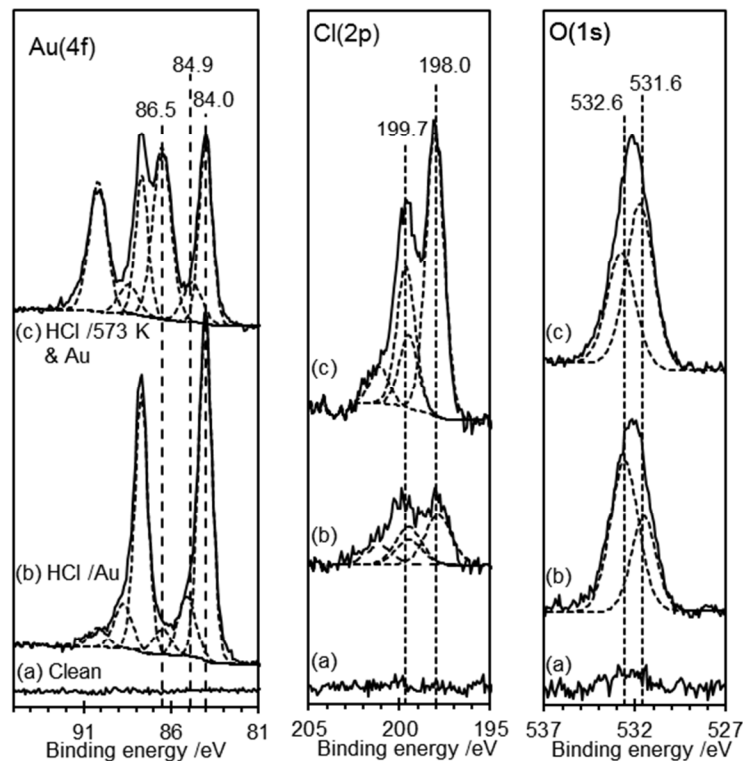 Au(4f)
84.9
86.5
84.0
(c) HCl /573 K
& Au
(b) HCl /Au
(a) Clean
91
86
81
Binding energy /eV
Cl(2p)
198.0
199.7
(c)
(b)
(a)
205
200
195
Binding energy /eV
O(1s)
531.6
532.6
(c)
(b)
(a)
537
532
527
Binding energy /eV